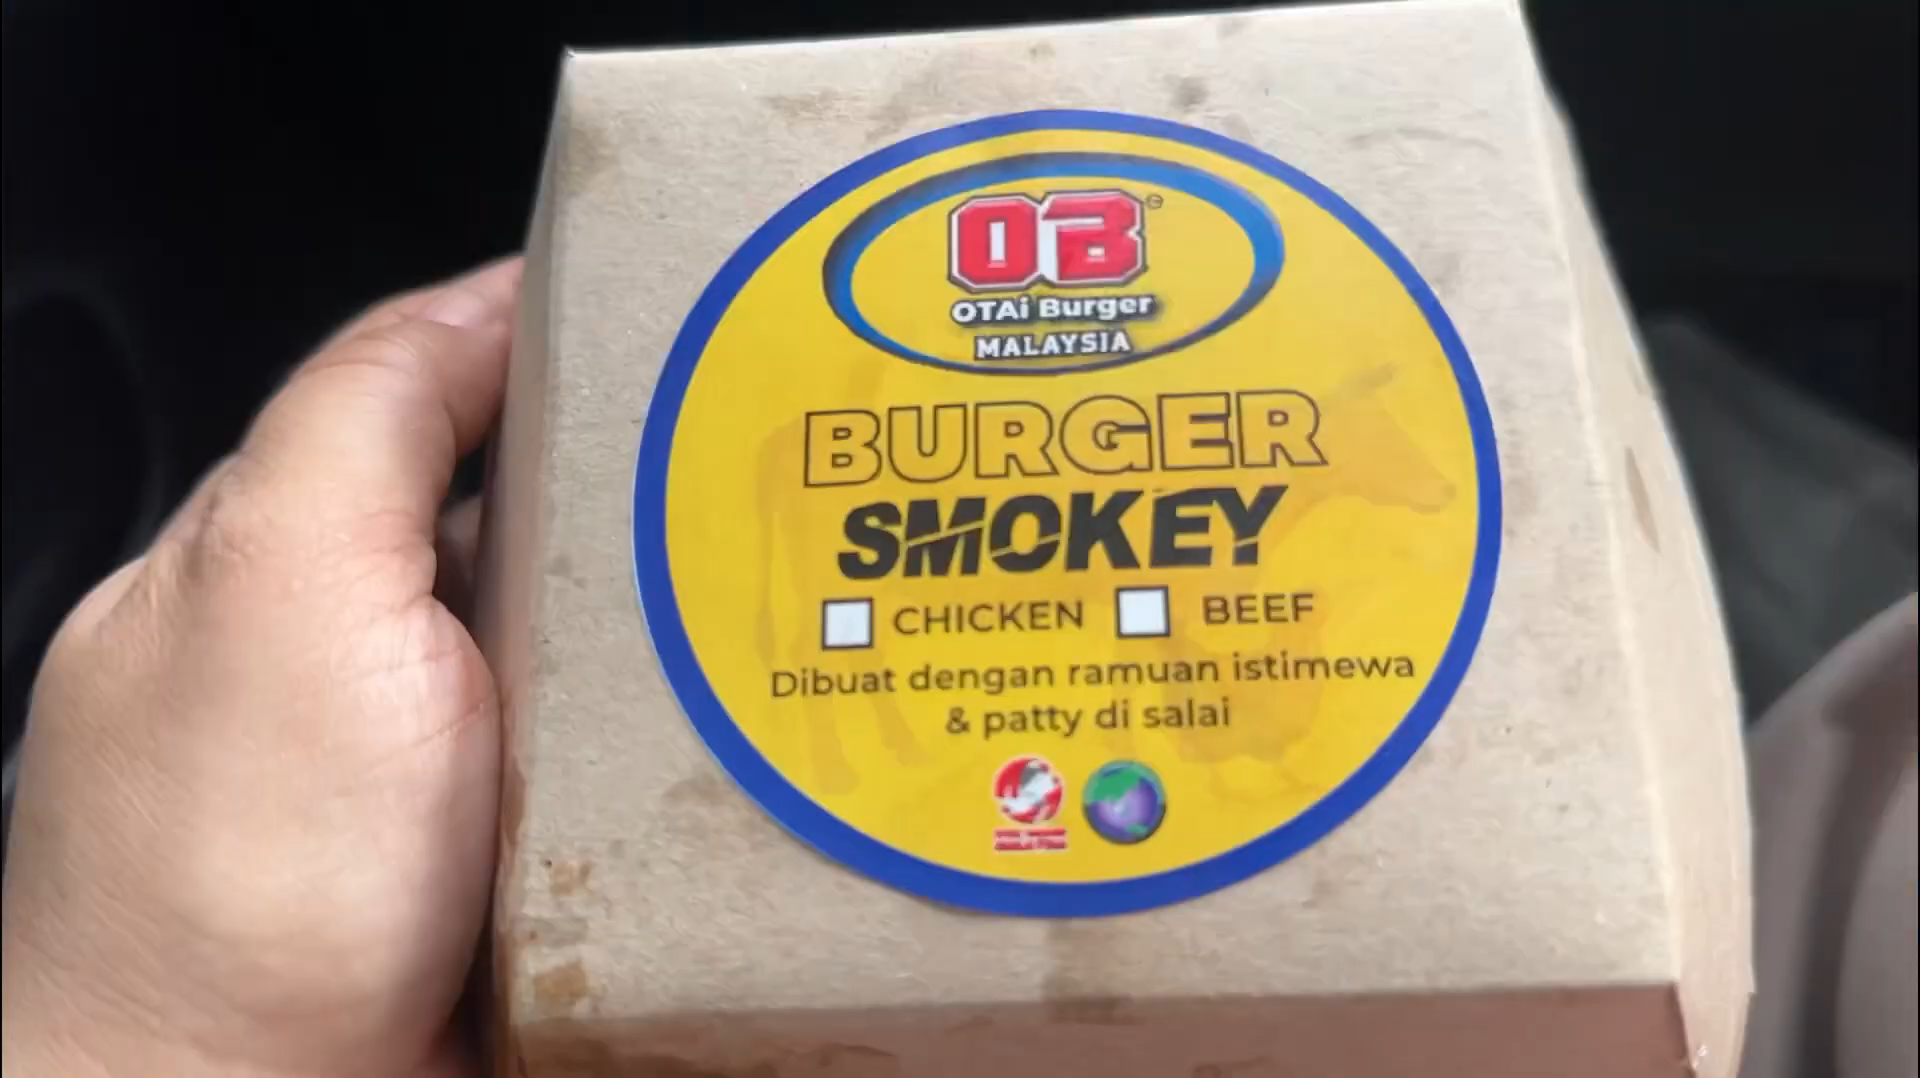 OB
OTAi Burger
MALAYSIA
BURGER
SMOKEY
CHICKEN BEEF
Dibuat dengan ramuan istimewa
& patty di salai